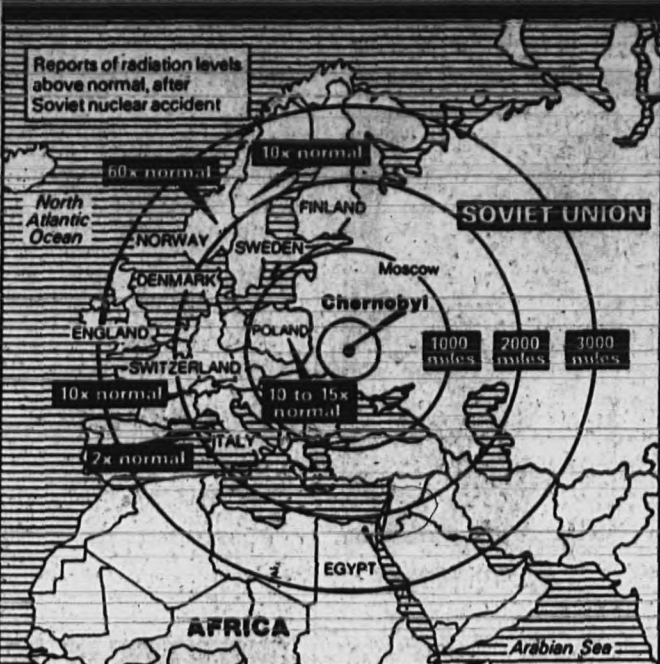 Reports of radiation levels
above normal, after
Soviet nuclear accident
10x normal
60x normal
North
Atlantic
Ocean
FINLAND
SOVIET UNION
NORWAY
SWEDEN
Moscow
DENMARK
Chernobyl
ENGLAND
POLAND
1000
miles
2000
miles
3000
miles
SWITZERLAND
10x normal
10 to 15x
normal
ITALY
2x normal
EGYPT
AFRICA
Arabian Sea